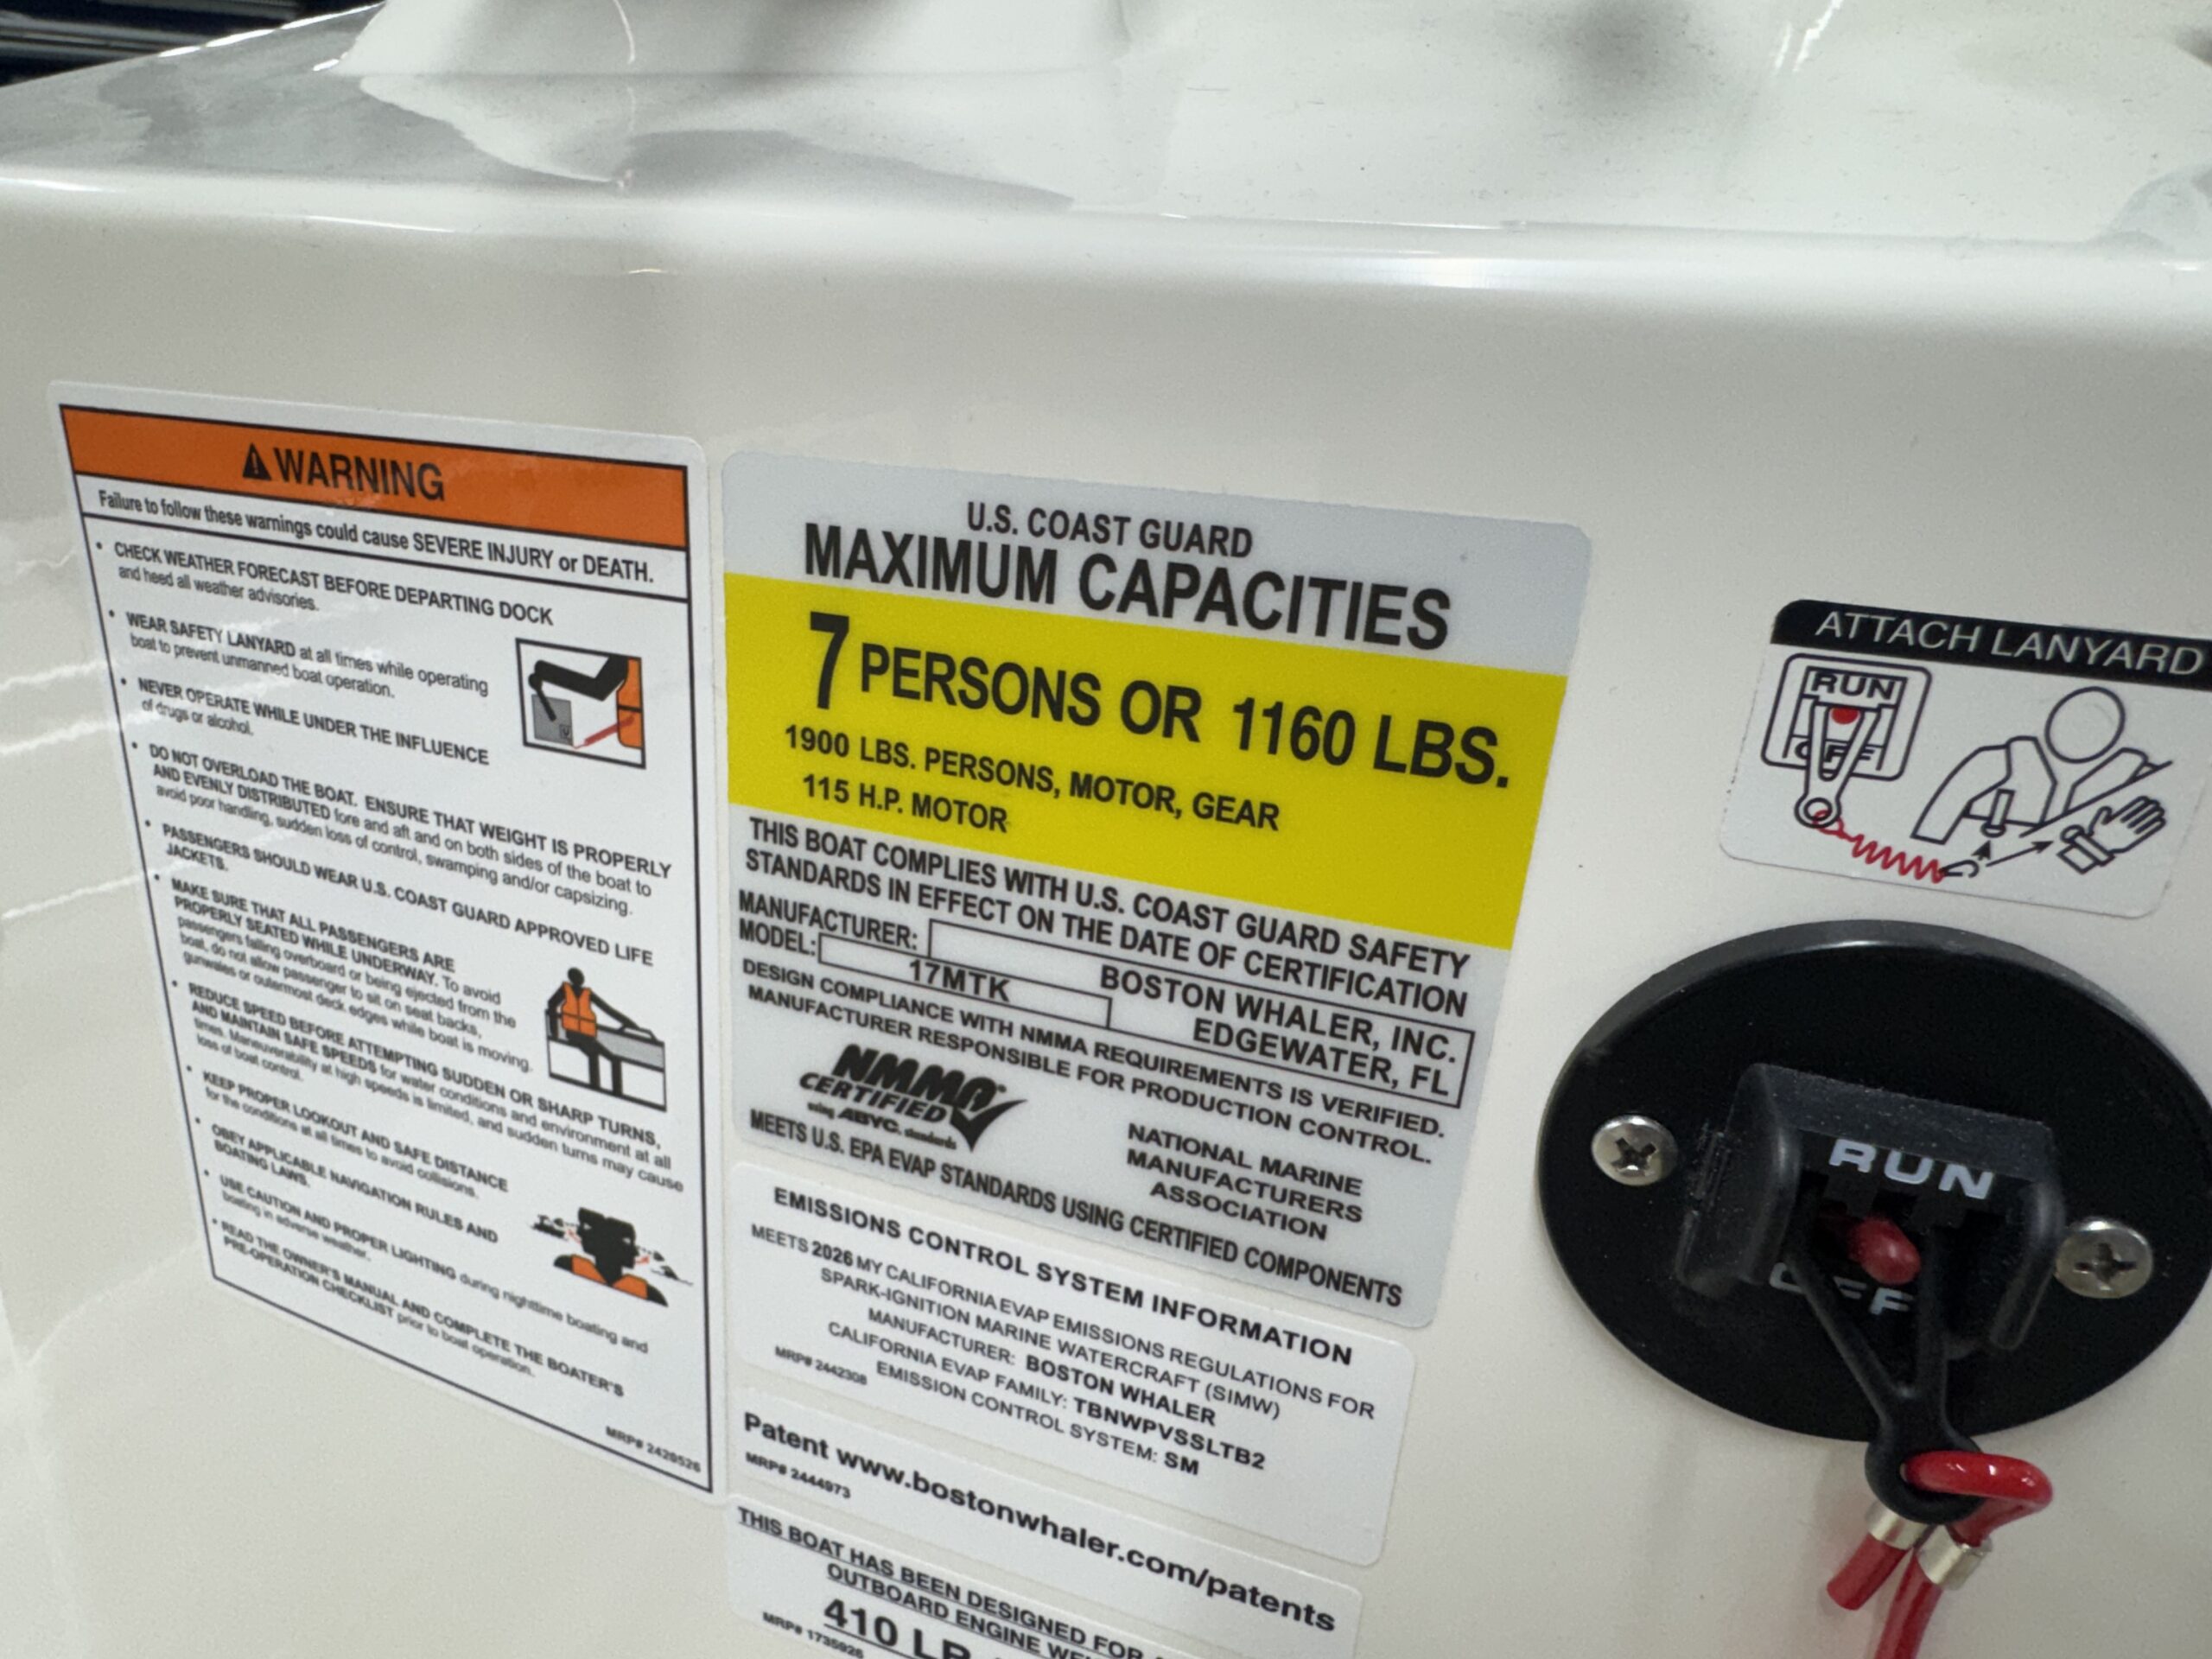 WARNING
Failure to follow these warnings could cause SEVERE INJURY or DEATH.
• CHECK WEATHER FORECAST BEFORE DEPARTING DOCK
and heed all weather advisories.
• WEAR SAFETY LANYARD at all times while operating
boat to prevent unmanned boat operation.
• NEVER OPERATE WHILE UNDER THE INFLUENCE
of drugs or alcohol.
• DO NOT OVERLOAD THE BOAT. ENSURE THAT WEIGHT IS PROPERLY
AND EVENLY DISTRIBUTED fore and aft and on both sides of the boat to
avoid poor handling, sudden loss of control, swamping and/or capsizing.
• PASSENGERS SHOULD WEAR U.S. COAST GUARD APPROVED LIFE
JACKETS.
• MAKE SURE THAT ALL PASSENGERS ARE
PROPERLY SEATED WHILE UNDERWAY. To avoid
passengers falling overboard or being ejected from the
boat, do not allow passenger to sit on seat backs,
gunwales or outermost deck edges while boat is moving.
• REDUCE SPEED BEFORE ATTEMPTING SUDDEN OR SHARP TURNS,
AND MAINTAIN SAFE SPEEDS for water conditions and environment at all
times. Maneuverability at high speeds is limited, and sudden turns may cause
loss of boat control.
• KEEP PROPER LOOKOUT AND SAFE DISTANCE
for the conditions at all times to avoid collisions.
• OBEY APPLICABLE NAVIGATION RULES AND
BOATING LAWS.
• USE CAUTION AND PROPER LIGHTING during nighttime boating and
boating in adverse weather.
• READ THE OWNER'S MANUAL AND COMPLETE THE BOATER'S
PRE-OPERATION CHECKLIST prior to boat operation.
MRP# 2420526
U.S. COAST GUARD
MAXIMUM CAPACITIES
7 PERSONS OR 1160 LBS.
1900 LBS. PERSONS, MOTOR, GEAR
115 H.P. MOTOR
THIS BOAT COMPLIES WITH U.S. COAST GUARD SAFETY
STANDARDS IN EFFECT ON THE DATE OF CERTIFICATION
MANUFACTURER: BOSTON WHALER, INC.
EDGEWATER, FL
MODEL: 17MTK
DESIGN COMPLIANCE WITH NMMA REQUIREMENTS IS VERIFIED.
MANUFACTURER RESPONSIBLE FOR PRODUCTION CONTROL.
NMMA
CERTIFIED
using ABYC standards
NATIONAL MARINE
MANUFACTURERS
ASSOCIATION
MEETS U.S. EPA EVAP STANDARDS USING CERTIFIED COMPONENTS
EMISSIONS CONTROL SYSTEM INFORMATION
MEETS 2026 MY CALIFORNIA EVAP EMISSIONS REGULATIONS FOR
SPARK-IGNITION MARINE WATERCRAFT (SIMW)
MANUFACTURER: BOSTON WHALER
CALIFORNIA EVAP FAMILY: TBNWPVSSLTB2
EMISSION CONTROL SYSTEM: SM
MRP# 2442308
Patent www.bostonwhaler.com/patents
MRP# 2444973
THIS BOAT HAS BEEN DESIGNED FOR
OUTBOARD ENGINE
410
MRP# 1735926
ATTACH LANYARD
RUN
OFF
RUN
OFF